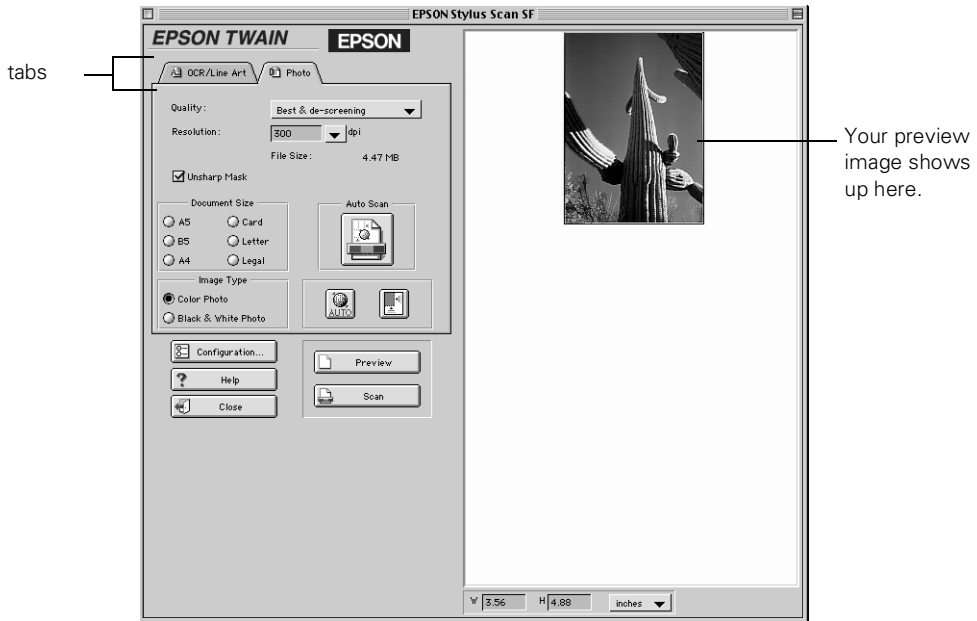 EPSON Stylus Scan SF
EPSON TWAIN
EPSON
tabs
OCR/Line Art
Photo
Quality:
Best & de-screening
Resolution:
300
dpi
File Size:
4.47 MB
Unsharp Mask
Document Size
A5
Card
B5
Letter
A4
Legal
Auto Scan
Image Type
Color Photo
Black & White Photo
AUTO
Configuration...
Help
Close
Preview
Scan
Your preview
image shows
up here.
W 3.56 H 4.88 inches